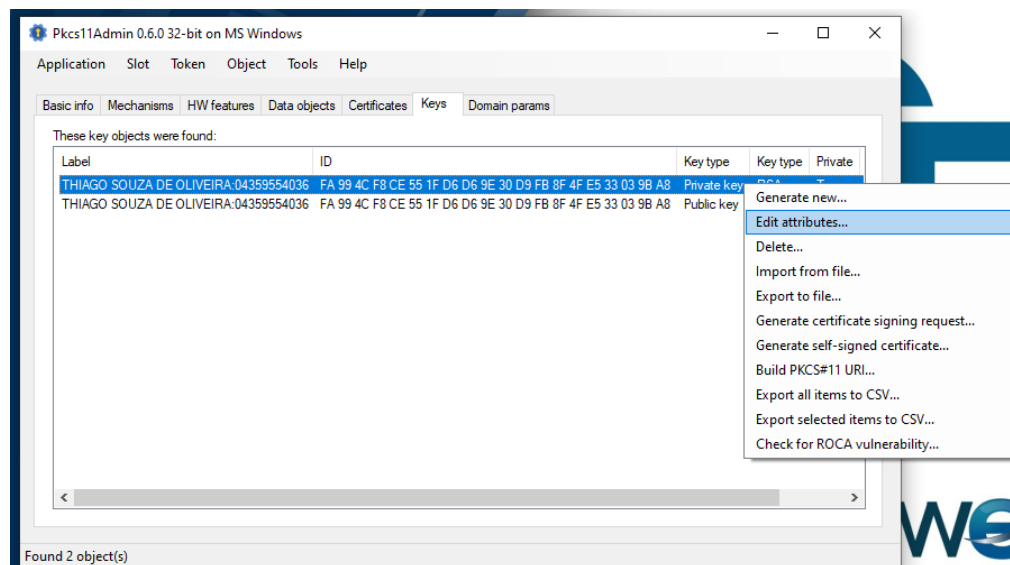 Pkcs11Admin 0.6.0 32-bit on MS Windows
Application Slot Token Object Tools Help
Basic info Mechanisms HW features Data objects Certificates Keys Domain params
These key objects were found:
Label ID Key type Key type Private
THIAGO SOUZA DE OLIVEIRA:04359554036 FA 99 4C F8 CE 55 1F D6 D6 9E 30 D9 FB 8F 4F E5 33 03 9B A8 Private key
THIAGO SOUZA DE OLIVEIRA:04359554036 FA 99 4C F8 CE 55 1F D6 D6 9E 30 D9 FB 8F 4F E5 33 03 9B A8 Public key
Generate new...
Edit attributes...
Delete...
Import from file...
Export to file...
Generate certificate signing request...
Generate self-signed certificate...
Build PKCS#11 URI...
Export all items to CSV...
Export selected items to CSV...
Check for ROCA vulnerability...
Found 2 object(s)